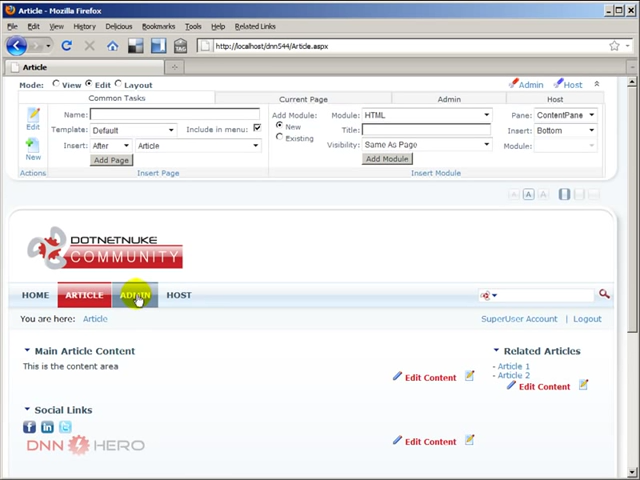 Article - Mozilla Firefox
File Edit View History Delicious Bookmarks Tools Help Related Links
TAG http://localhost/dnn544/Article.aspx
Article
Mode: View Edit Layout Admin Host
Common Tasks Current Page Admin Host
Edit Name: Add Module: Module: HTML Pane: ContentPane
Template: Default Include in menu: New Title: Insert: Bottom
New Insert: After Article Existing Visibility: Same As Page Module:
Add Page Add Module
Actions Insert Page Insert Module
A A A
DOTNETNUKE
COMMUNITY
HOME ARTICLE ADMIN HOST
You are here: Article SuperUser Account | Logout
Main Article Content Related Articles
This is the content area - Article 1
- Article 2
Edit Content Edit Content
Social Links
f in t
DNN HERO Edit Content